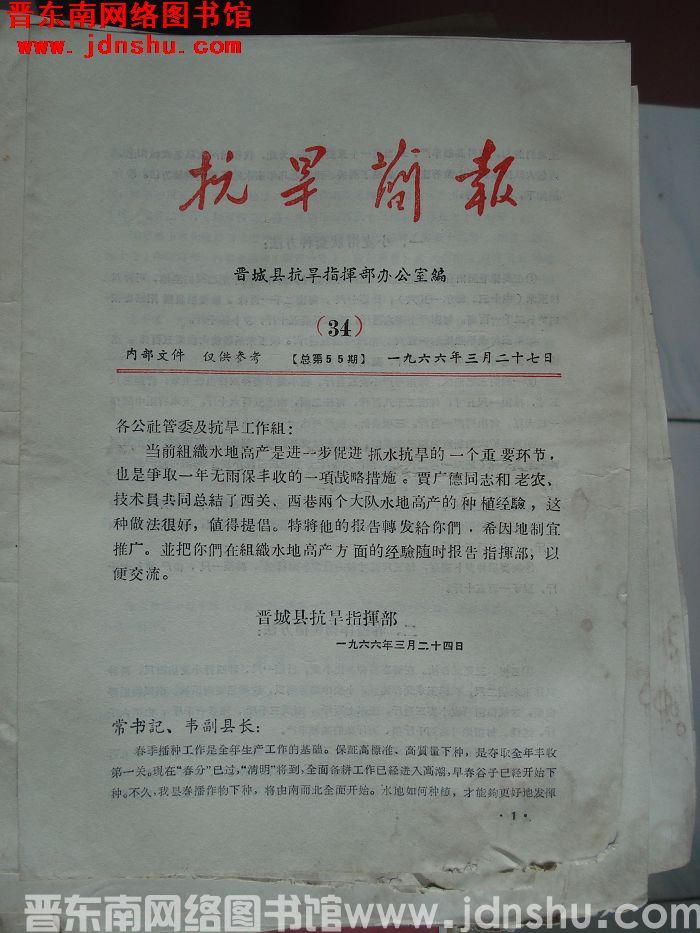 晋东南网络图书馆
www.jdnshu.com
抗旱简报
晋城县抗旱指揮部办公室編
（34）
内部文件 仅供参考 【总第55期】 一九六六年三月二十七日
各公社管委及抗旱工作組：
当前組織水地高产是进一步促进抓水抗旱的一个重要环节，
也是爭取一年无雨保丰收的一項战略措施。賈广德同志和老农、
技术員共同总結了西关、西巷兩个大队水地高产的种植經驗，这
种做法很好，値得提倡。特將他的报告轉发給你們．希因地制宜
推广。並把你們在組織水地高产方面的經驗随时报告指揮部，以
便交流。
晋城县抗旱指揮部
一九六六年三月二十四日
常书記、韦副县长：
春季播种工作是全年生产工作的基础。保証高标准、高質量下种，是夺取全年丰收
第一关。現在“春分”已过，“清明”将到，全面备耕工作已經进入高潮，早春谷子已經开始下
种。不久，我县春播作物下种，将由南而北全面开始。水地如何种植，才能夠更好地发揮
·1·
晋东南网络图书馆www.jdnshu.com